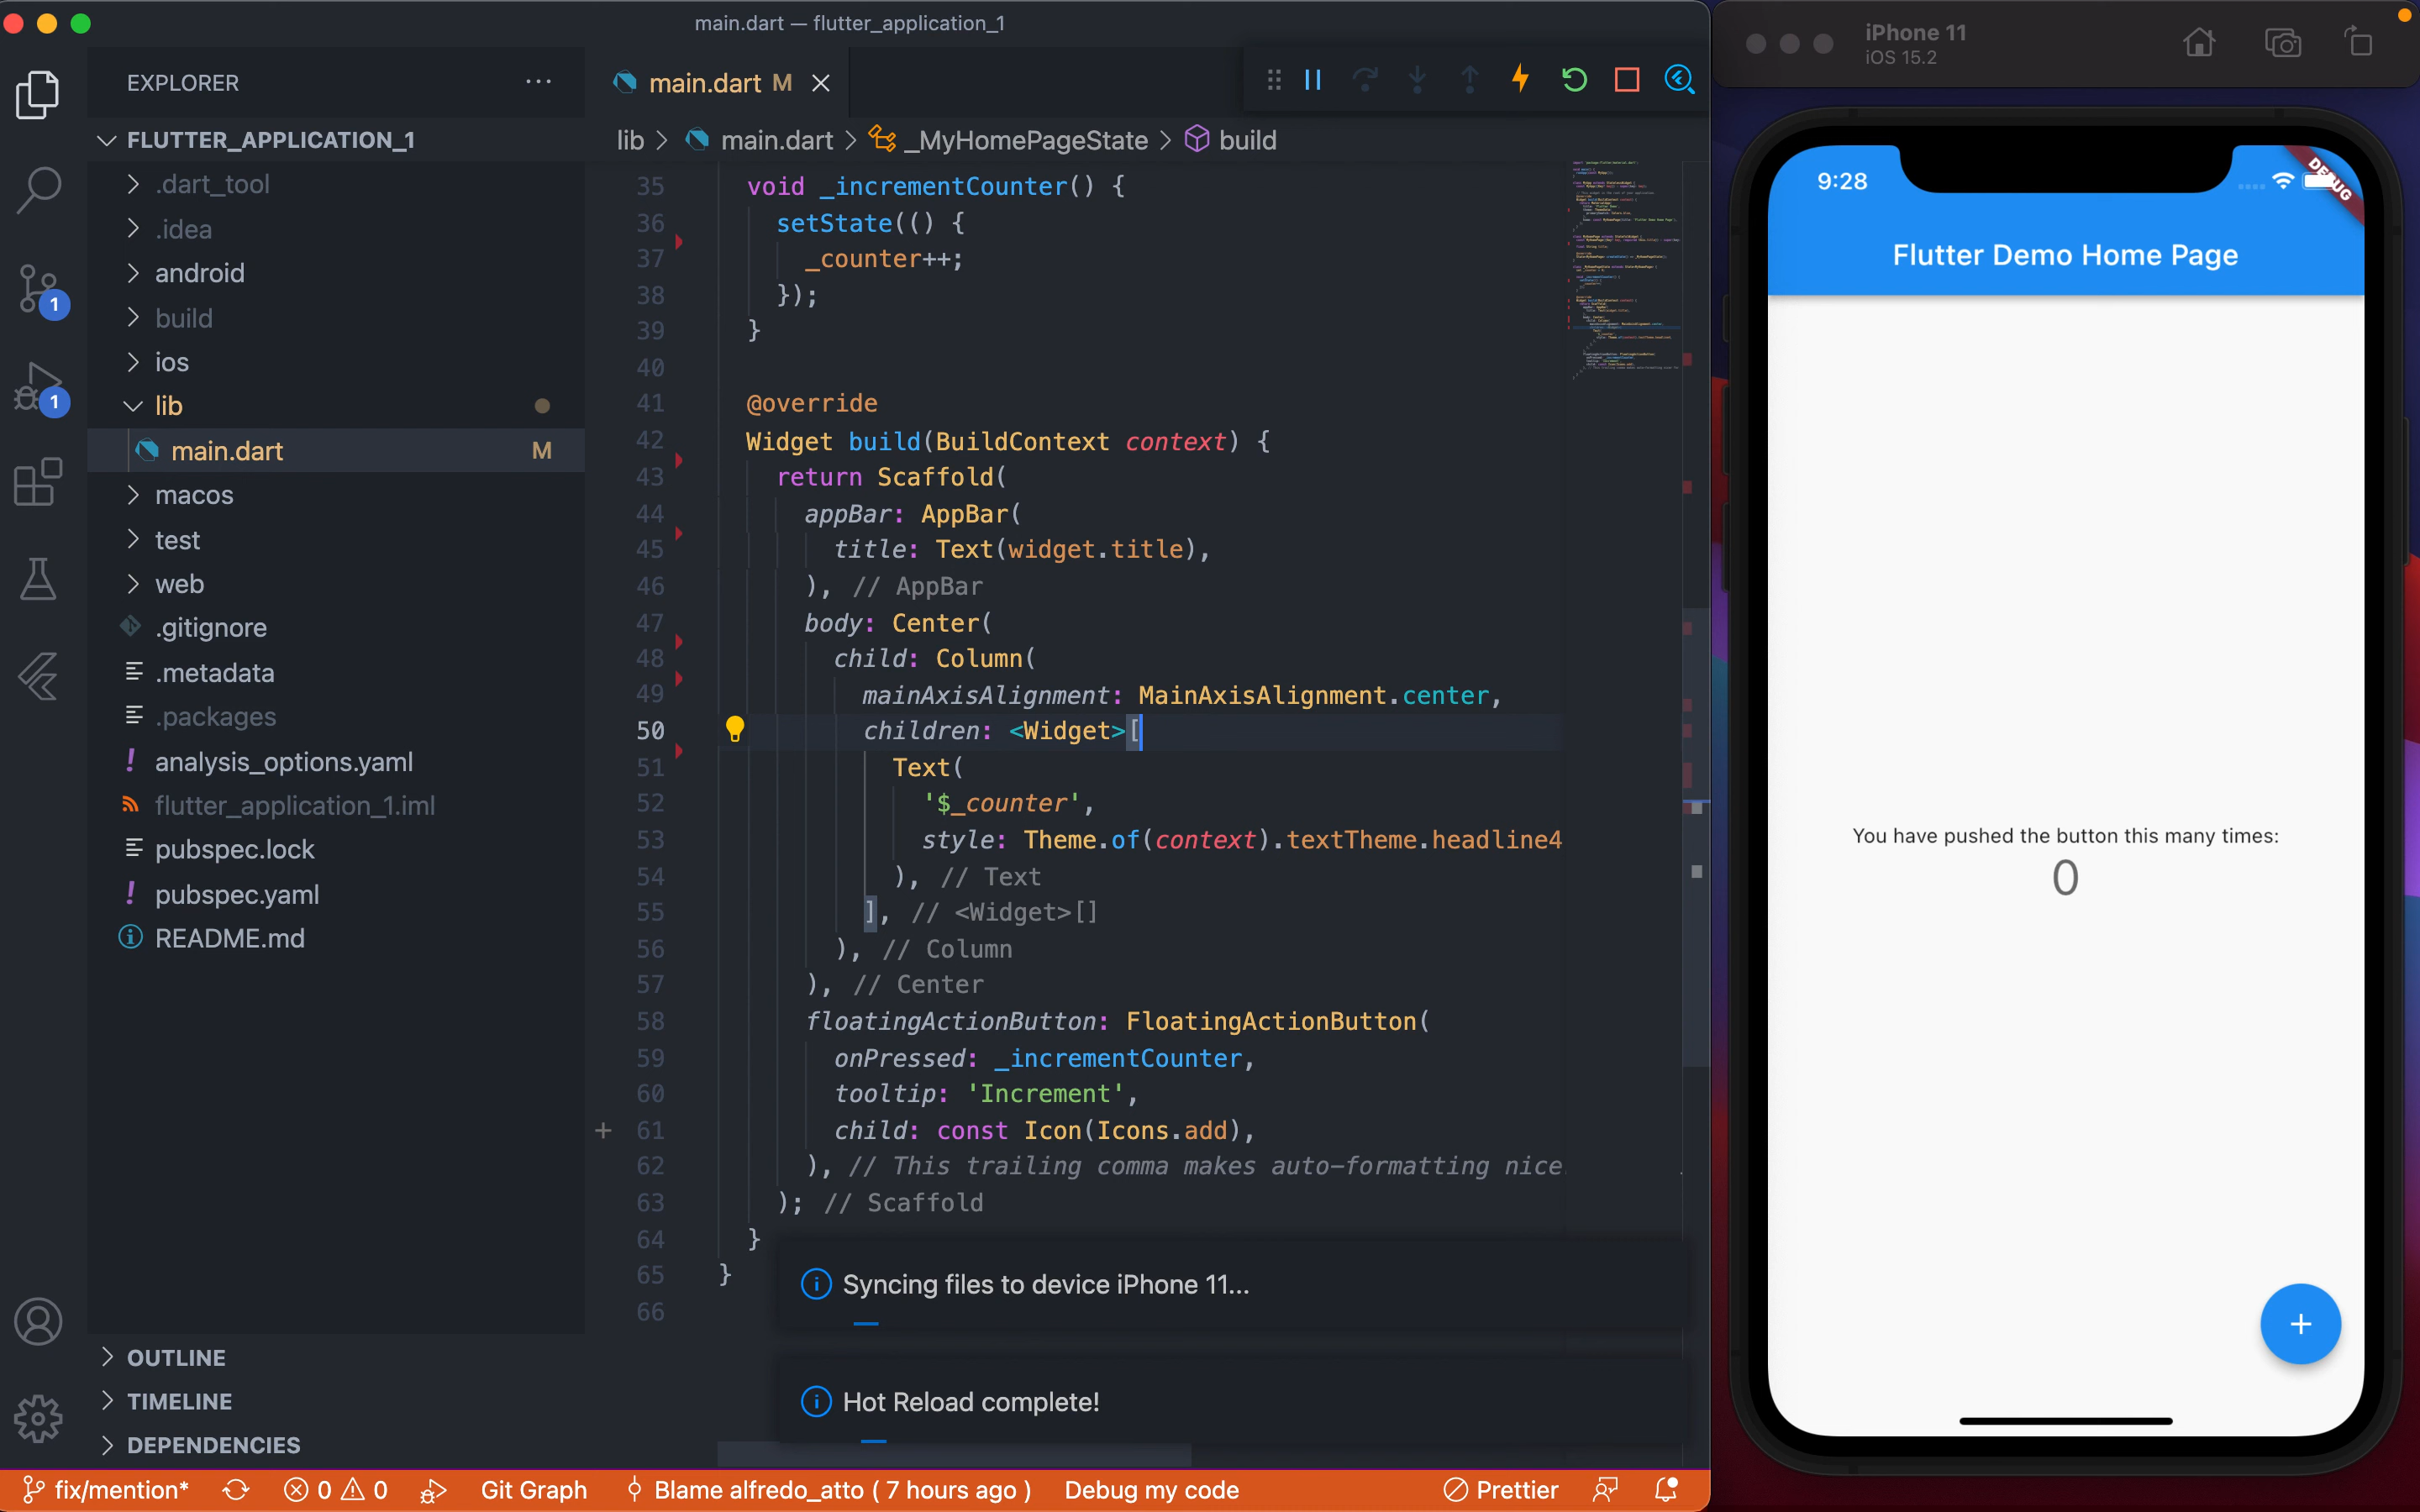 main.dart — flutter_application_1
EXPLORER
FLUTTER_APPLICATION_1
.dart_tool
.idea
android
build
ios
lib
main.dart M
macos
test
web
.gitignore
.metadata
.packages
analysis_options.yaml
flutter_application_1.iml
pubspec.lock
pubspec.yaml
README.md
OUTLINE
TIMELINE
DEPENDENCIES
1
1
main.dart M
lib > main.dart > _MyHomePageState > build
35 void _incrementCounter() {
36 setState(() {
37 _counter++;
38 });
39 }
40
41 @override
42 Widget build(BuildContext context) {
43 return Scaffold(
44 appBar: AppBar(
45 title: Text(widget.title),
46 ), // AppBar
47 body: Center(
48 child: Column(
49 mainAxisAlignment: MainAxisAlignment.center,
50 children: <Widget>[
51 Text(
52 '$_counter',
53 style: Theme.of(context).textTheme.headline4
54 ), // Text
55 ], // <Widget>[]
56 ), // Column
57 ), // Center
58 floatingActionButton: FloatingActionButton(
59 onPressed: _incrementCounter,
60 tooltip: 'Increment',
61 child: const Icon(Icons.add),
62 ), // This trailing comma makes auto-formatting nice
63 ); // Scaffold
64 }
65 }
66
Syncing files to device iPhone 11...
Hot Reload complete!
fix/mention* 0 0 Git Graph Blame alfredo_atto ( 7 hours ago ) Debug my code Prettier
iPhone 11
iOS 15.2
9:28
DEBUG
Flutter Demo Home Page
You have pushed the button this many times:
0
+